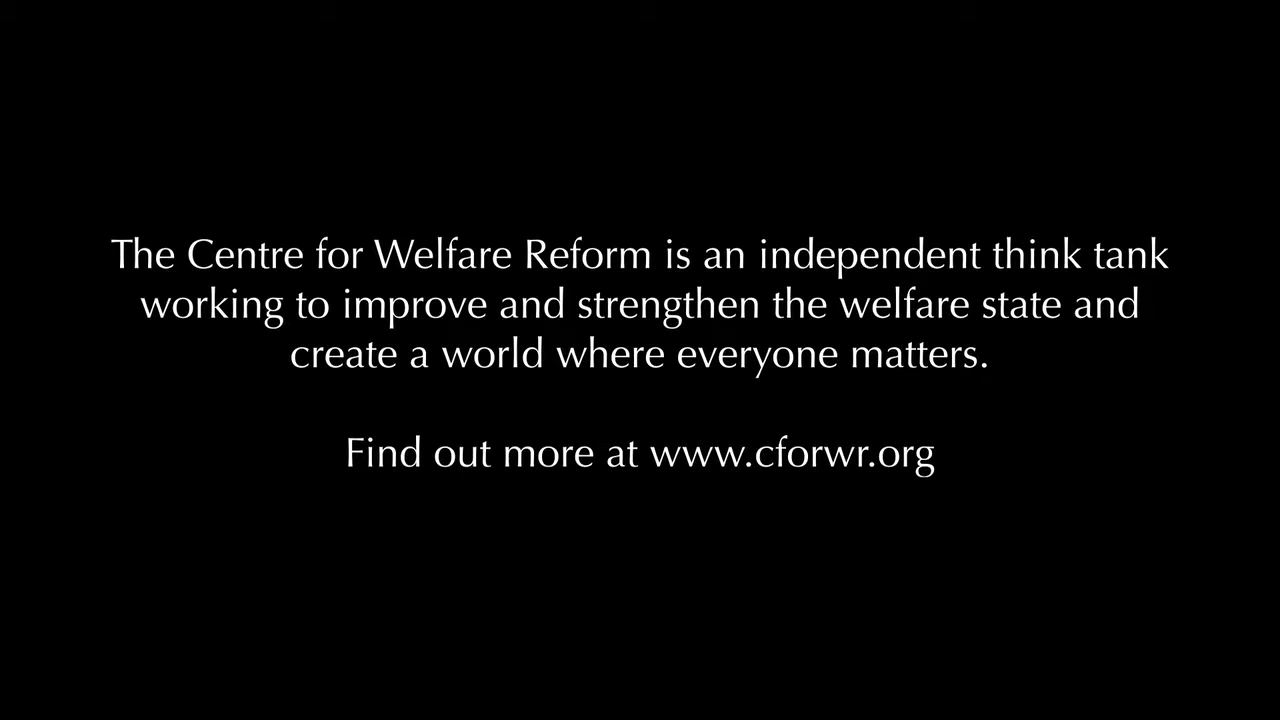 The Centre for Welfare Reform is an independent think tank
working to improve and strengthen the welfare state and
create a world where everyone matters.
Find out more at www.cforwr.org